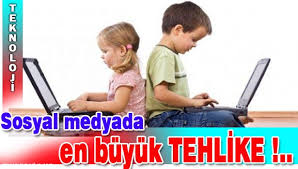 TEKNOLOJİ
Sosyal medyada
en büyük TEHLİKE !..